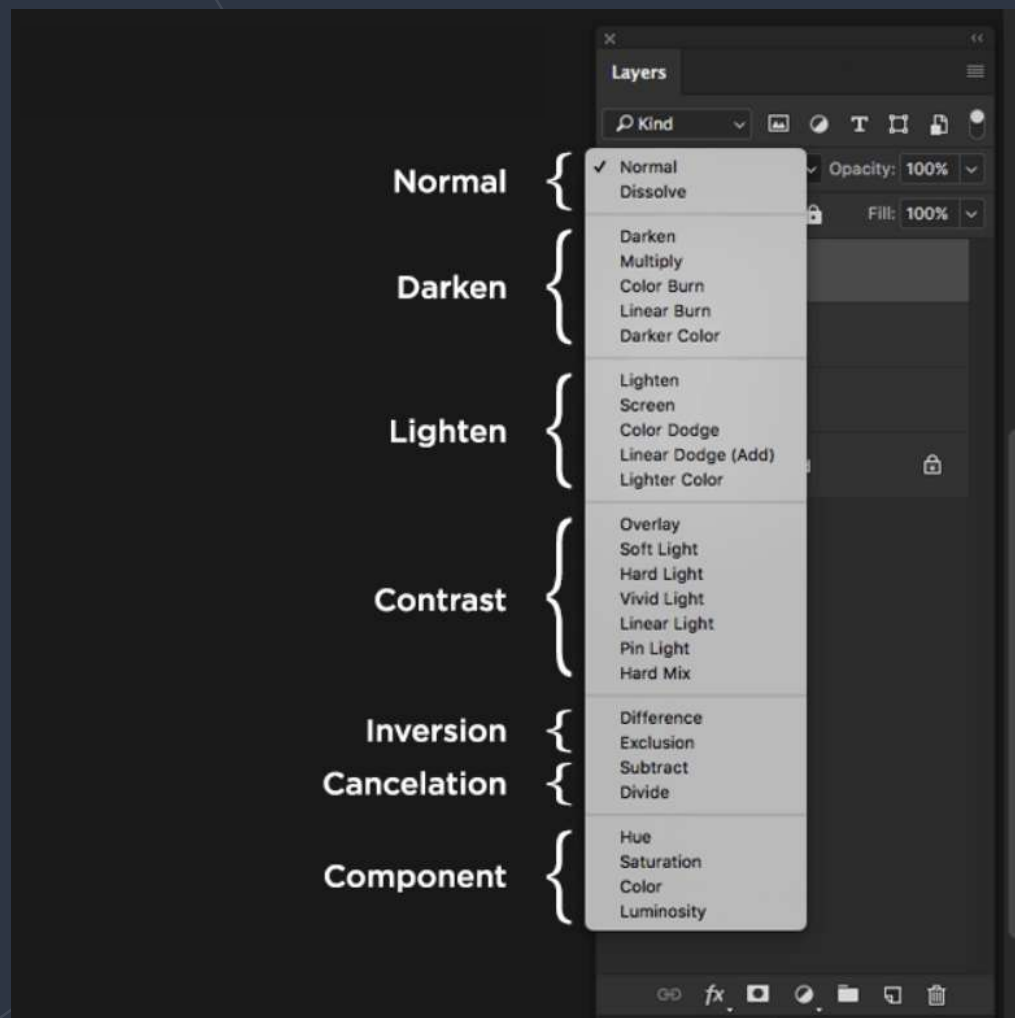 Layers
Kind
Normal
Normal
Dissolve
Opacity: 100%
Fill: 100%
Darken
Darken
Multiply
Color Burn
Linear Burn
Darker Color
Lighten
Lighten
Screen
Color Dodge
Linear Dodge (Add)
Lighter Color
Contrast
Overlay
Soft Light
Hard Light
Vivid Light
Linear Light
Pin Light
Hard Mix
Inversion
Difference
Exclusion
Cancelation
Subtract
Divide
Component
Hue
Saturation
Color
Luminosity
fx